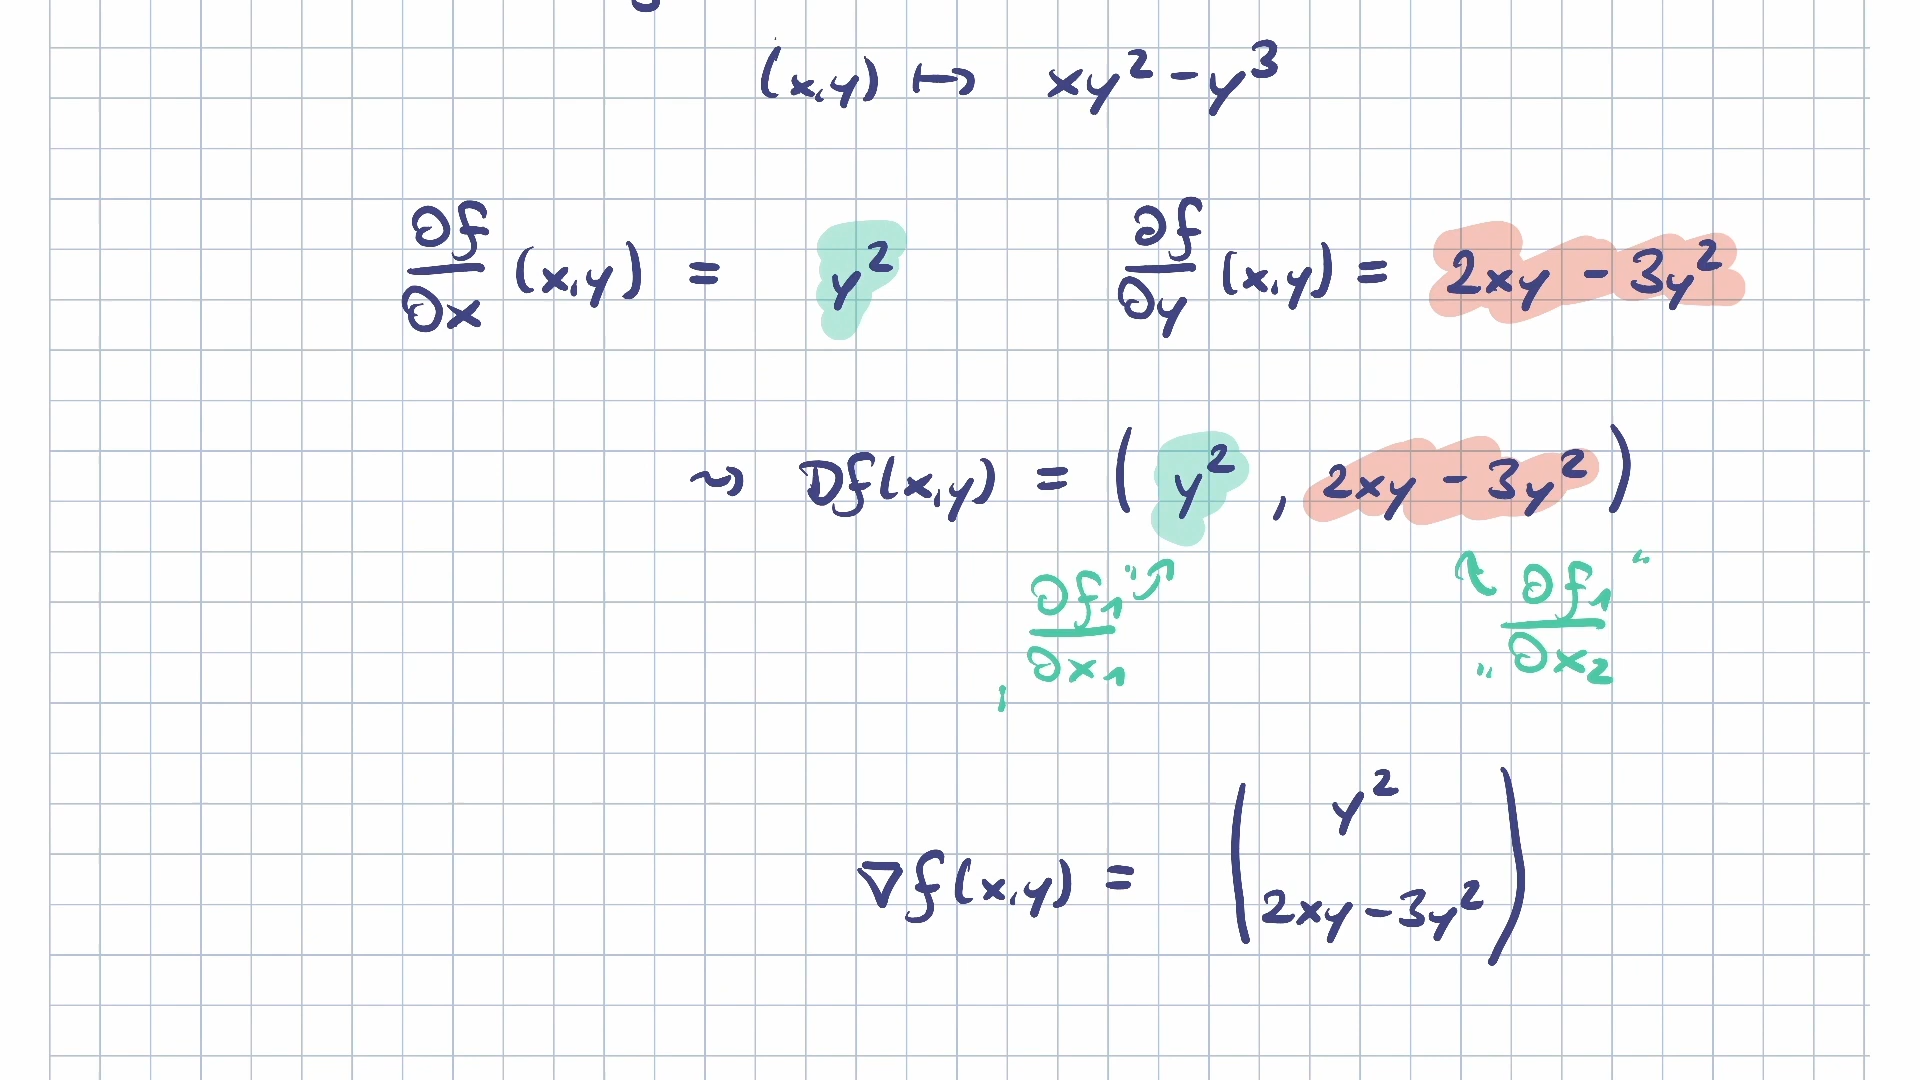 (x,y) ↦ xy² - y³
∂f/∂x (x,y) = y²    ∂f/∂y (x,y) = 2xy - 3y²
⇝ Df(x,y) = ( y² , 2xy - 3y² )
„∂f₁/∂x₁“    „∂f₁/∂x₂“
∇f(x,y) = ( y²
2xy - 3y² )